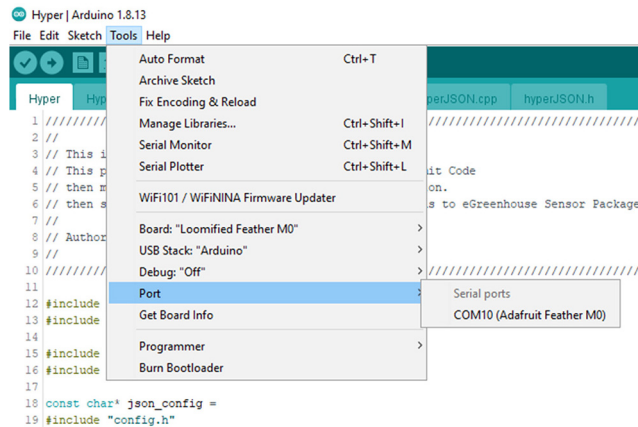 Hyper | Arduino 1.8.13
File Edit Sketch Tools Help
Auto Format Ctrl+T
Archive Sketch
Hyper Hyp perJSON.cpp hyperJSON.h
Fix Encoding & Reload
1 //////////
Manage Libraries... Ctrl+Shift+I
2 //
Serial Monitor Ctrl+Shift+M
3 // This i
Serial Plotter Ctrl+Shift+L
4 // This p it Code
5 // then m on.
WiFi101 / WiFiNINA Firmware Updater
6 // then s s to eGreenhouse Sensor Package
7 //
Board: "Loomified Feather M0" >
8 // Author
USB Stack: "Arduino" >
9 //
Debug: "Off" >
10 //////////
Port > Serial ports
11
12 #include
Get Board Info COM10 (Adafruit Feather M0)
13 #include
14
Programmer >
15 #include
Burn Bootloader
16 #include
17
18 const char* json_config =
19 #include "config.h"